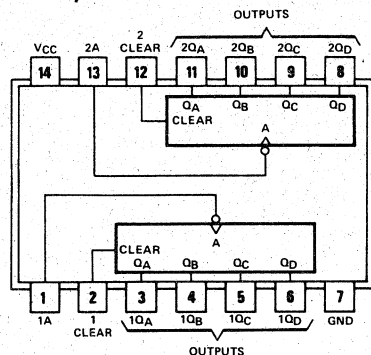 OUTPUTS
2
VCC 2A CLEAR 2QA 2QB 2QC 2QD
14 13 12 11 10 9 8
QA QB QC QD
CLEAR
A
A
CLEAR
QA QB QC QD
1 2 3 4 5 6 7
1A 1 1QA 1QB 1QC 1QD GND
CLEAR
OUTPUTS